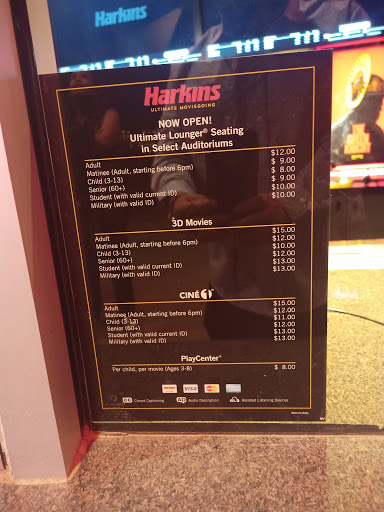 Harkins
Harkins
ULTIMATE MOVIEGOING
NOW OPEN!
Ultimate Lounger® Seating
in Select Auditoriums
Adult $12.00
Matinee (Adult, starting before 6pm) $ 9.00
Child (3-13) $ 8.00
Senior (60+) $ 9.00
Student (with valid current ID) $10.00
Military (with valid ID) $10.00
3D Movies
Adult $15.00
Matinee (Adult, starting before 6pm) $12.00
Child (3-13) $10.00
Senior (60+) $12.00
Student (with valid current ID) $13.00
Military (with valid ID) $13.00
CINÉ 1
Adult $15.00
Matinee (Adult, starting before 6pm) $12.00
Child (3-13) $11.00
Senior (60+) $12.00
Student (with valid current ID) $13.00
Military (with valid ID) $13.00
PlayCenter®
Per child, per movie (Ages 3-8) $ 8.00
VISA
CC Closed Captioning AD Audio Description Assisted Listening Devices